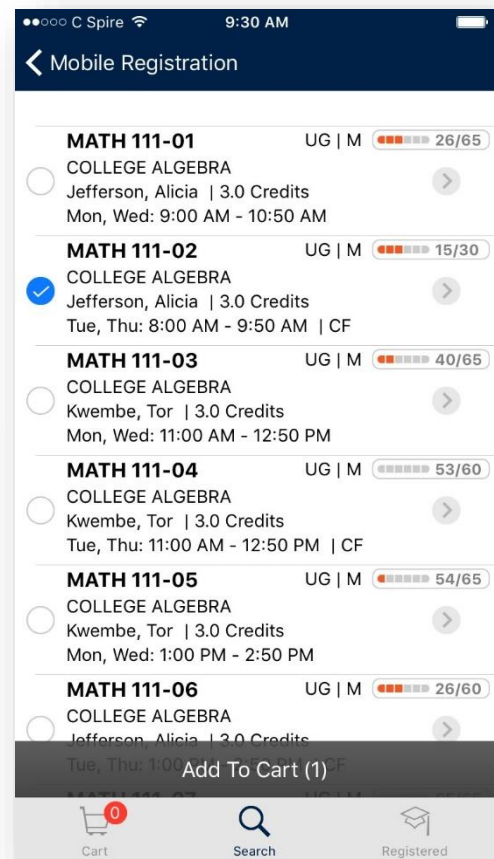 C Spire 9:30 AM
Mobile Registration
MATH 111-01 UG | M 26/65
COLLEGE ALGEBRA
Jefferson, Alicia | 3.0 Credits
Mon, Wed: 9:00 AM - 10:50 AM
MATH 111-02 UG | M 15/30
COLLEGE ALGEBRA
Jefferson, Alicia | 3.0 Credits
Tue, Thu: 8:00 AM - 9:50 AM | CF
MATH 111-03 UG | M 40/65
COLLEGE ALGEBRA
Kwembe, Tor | 3.0 Credits
Mon, Wed: 11:00 AM - 12:50 PM
MATH 111-04 UG | M 53/60
COLLEGE ALGEBRA
Kwembe, Tor | 3.0 Credits
Tue, Thu: 11:00 AM - 12:50 PM | CF
MATH 111-05 UG | M 54/65
COLLEGE ALGEBRA
Kwembe, Tor | 3.0 Credits
Mon, Wed: 1:00 PM - 2:50 PM
MATH 111-06 UG | M 26/60
COLLEGE ALGEBRA
Jefferson, Alicia | 3.0 Credits
Tue, Thu: 1:00 CF
Add To Cart (1)
0
Cart Search Registered